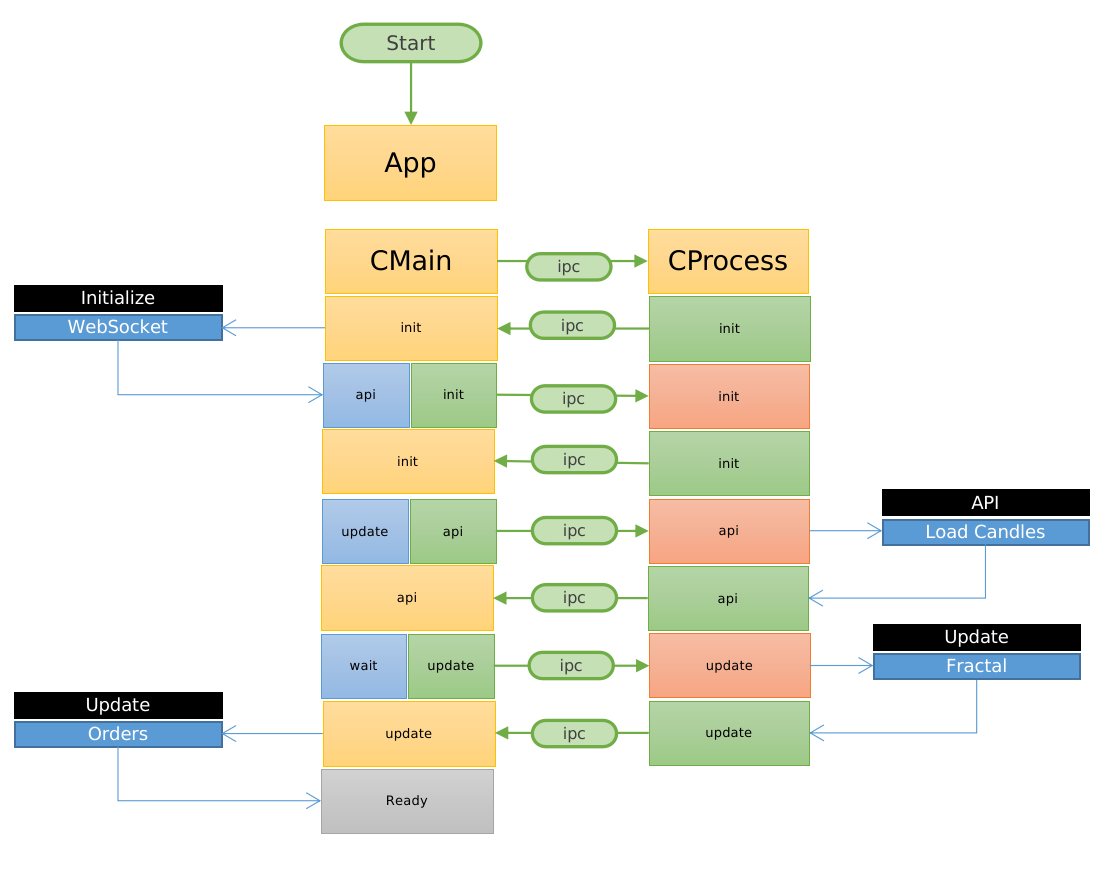 Start
App
CMain
ipc
CProcess
Initialize
WebSocket
init
ipc
init
api
init
ipc
init
init
ipc
init
update
api
ipc
api
API
Load Candles
api
ipc
api
wait
update
ipc
update
Update
Fractal
Update
Orders
update
ipc
update
Ready